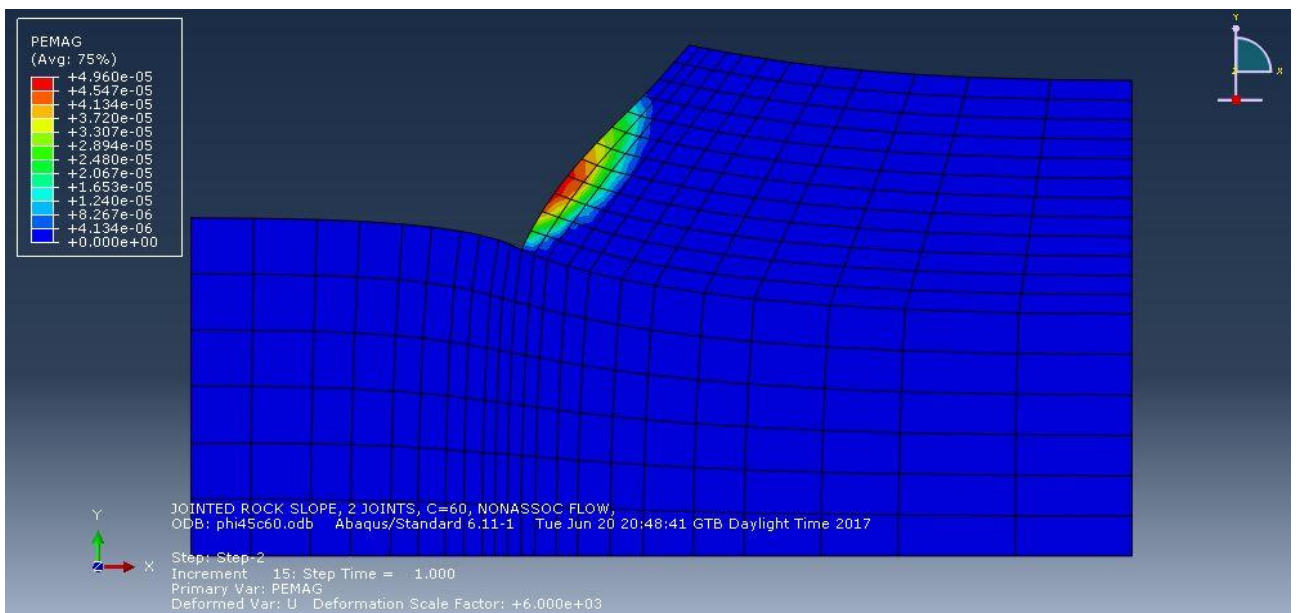 PEMAG
(Avg: 75%)
+4.960e-05
+4.547e-05
+4.134e-05
+3.720e-05
+3.307e-05
+2.894e-05
+2.480e-05
+2.067e-05
+1.653e-05
+1.240e-05
+8.267e-06
+4.134e-06
+0.000e+00
Y
X
Z
JOINTED ROCK SLOPE, 2 JOINTS, C=60, NONASSOC FLOW,
ODB: phi45c60.odb    Abaqus/Standard 6.11-1    Tue Jun 20 20:48:41 GTB Daylight Time 2017
Y
X
Z
Step: Step-2
Increment    15: Step Time =    1.000
Primary Var: PEMAG
Deformed Var: U   Deformation Scale Factor: +6.000e+03